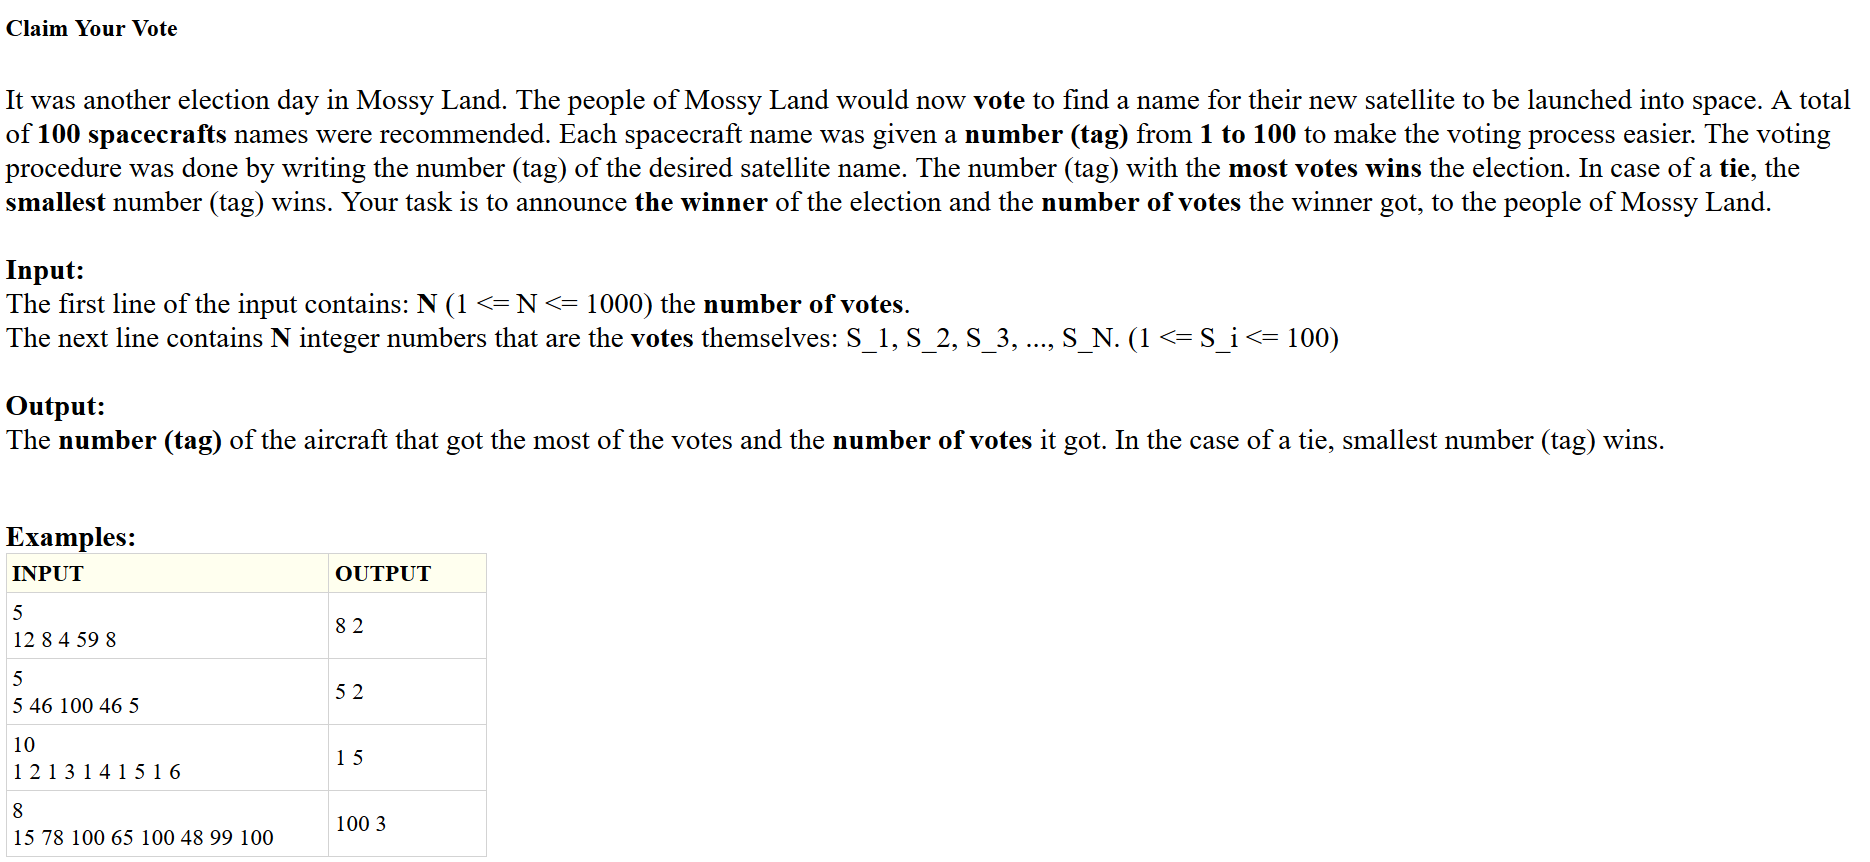 Claim Your Vote
It was another election day in Mossy Land. The people of Mossy Land would now vote to find a name for their new satellite to be launched into space. A total
of 100 spacecrafts names were recommended. Each spacecraft name was given a number (tag) from 1 to 100 to make the voting process easier. The voting
procedure was done by writing the number (tag) of the desired satellite name. The number (tag) with the most votes wins the election. In case of a tie, the
smallest number (tag) wins. Your task is to announce the winner of the election and the number of votes the winner got, to the people of Mossy Land.
Input:
The first line of the input contains: N (1 <= N <= 1000) the number of votes.
The next line contains N integer numbers that are the votes themselves: S_1, S_2, S_3, ..., S_N. (1 <= S_i <= 100)
Output:
The number (tag) of the aircraft that got the most of the votes and the number of votes it got. In the case of a tie, smallest number (tag) wins.
Examples:
INPUT OUTPUT
5
12 8 4 59 8
8 2
5
5 46 100 46 5
5 2
10
1 2 1 3 1 4 1 5 1 6
1 5
8
15 78 100 65 100 48 99 100
100 3